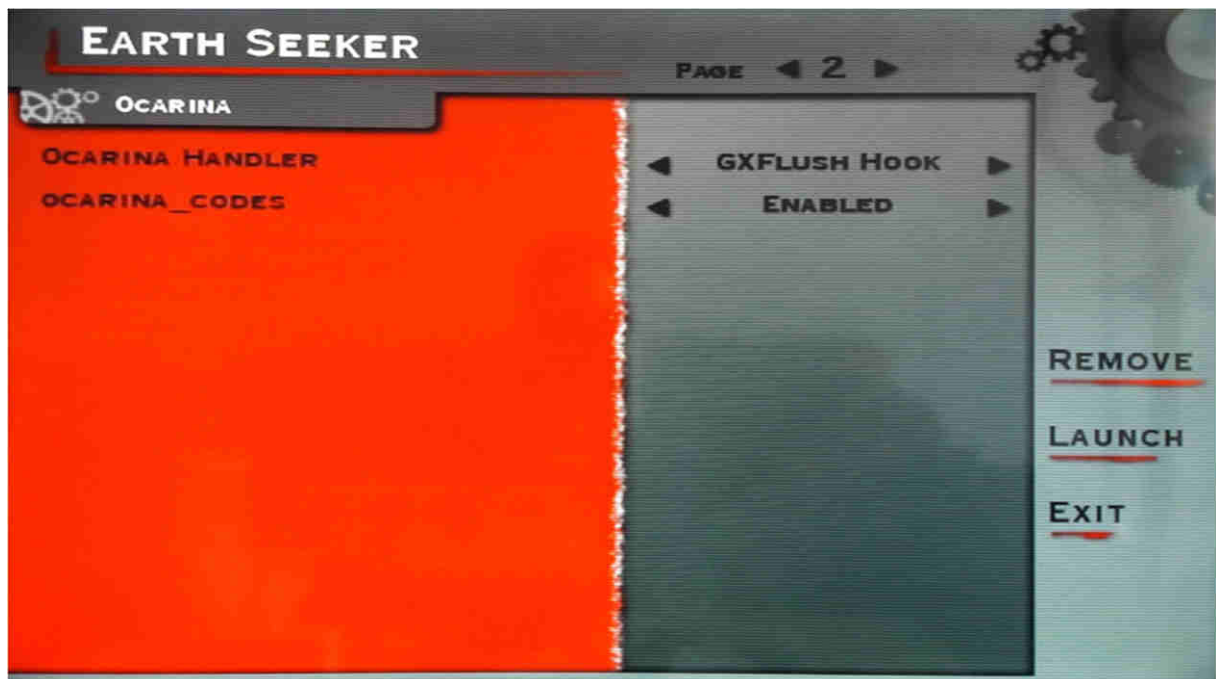 Earth Seeker
Page 2
Ocarina
Ocarina Handler
GXFlush Hook
ocarina_codes
Enabled
Remove
Launch
Exit